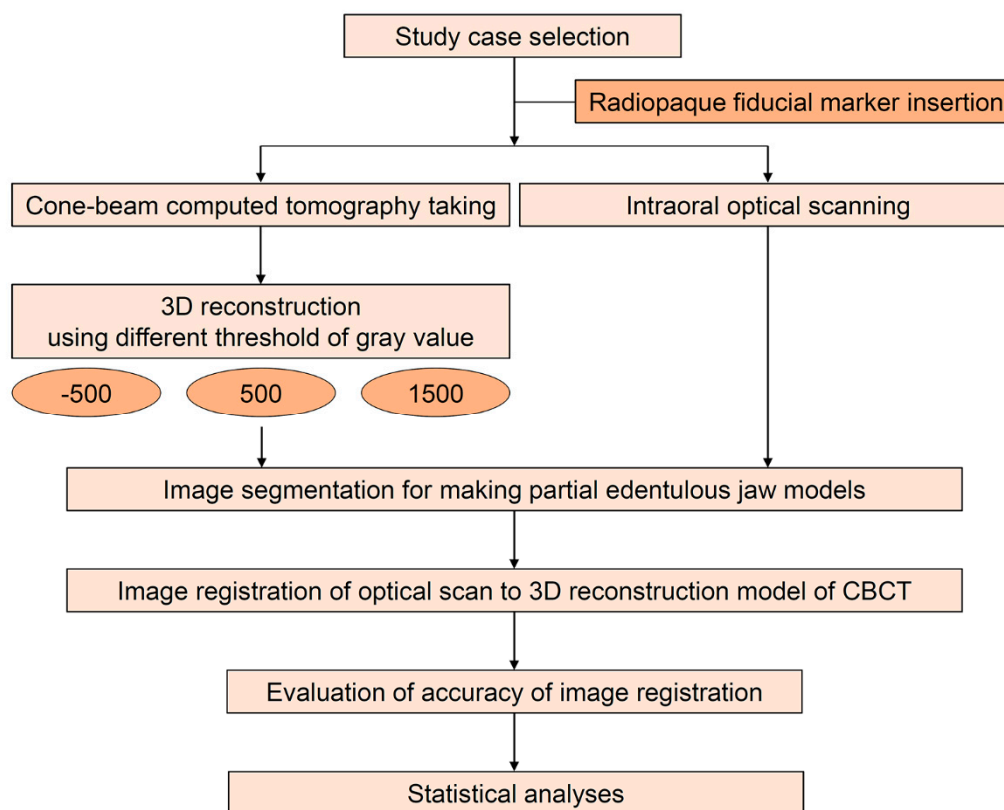 Study case selection
Radiopaque fiducial marker insertion
Cone-beam computed tomography taking
Intraoral optical scanning
3D reconstruction
using different threshold of gray value
-500
500
1500
Image segmentation for making partial edentulous jaw models
Image registration of optical scan to 3D reconstruction model of CBCT
Evaluation of accuracy of image registration
Statistical analyses